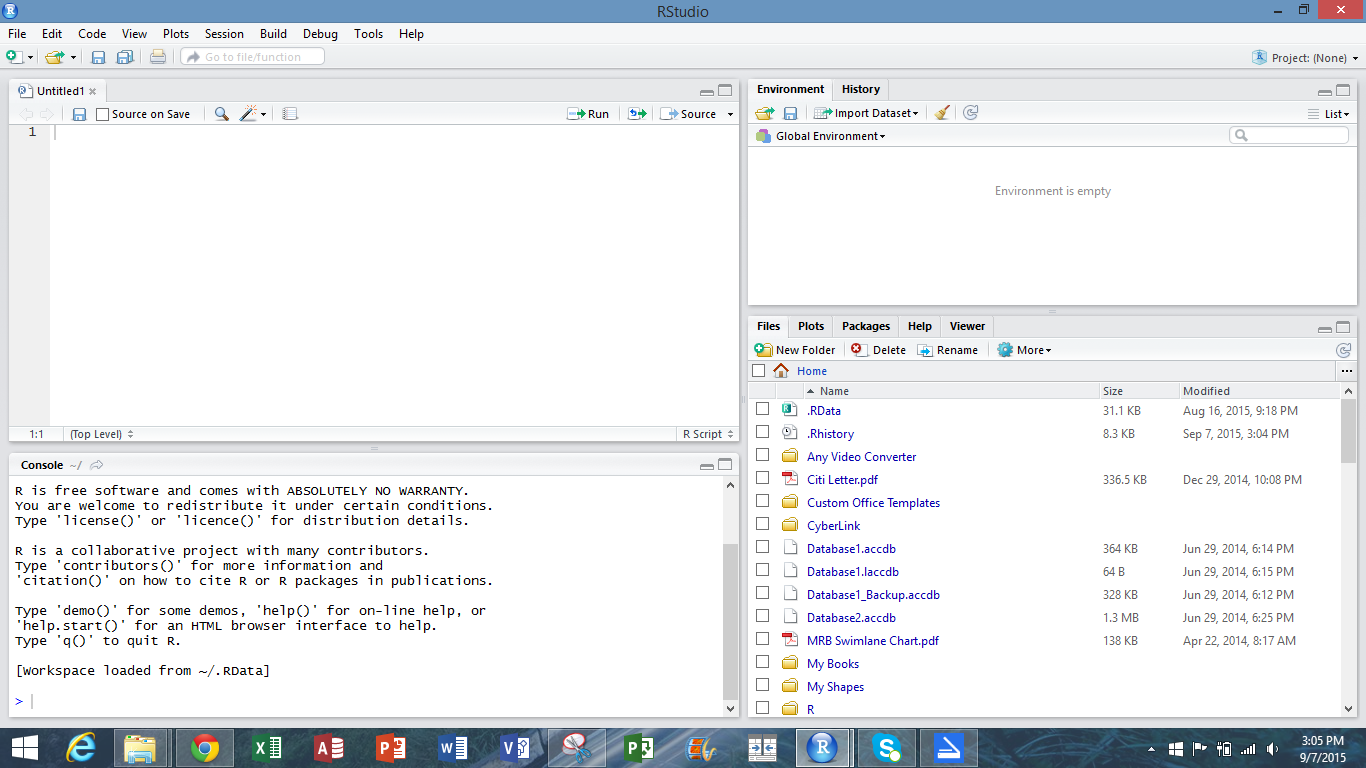 RStudio
File Edit Code View Plots Session Build Debug Tools Help
Go to file/function
Project: (None)
Untitled1
Source on Save
Run
Source
1
1:1
(Top Level)
R Script
Console ~/
R is free software and comes with ABSOLUTELY NO WARRANTY.
You are welcome to redistribute it under certain conditions.
Type 'license()' or 'licence()' for distribution details.
R is a collaborative project with many contributors.
Type 'contributors()' for more information and
'citation()' on how to cite R or R packages in publications.
Type 'demo()' for some demos, 'help()' for on-line help, or
'help.start()' for an HTML browser interface to help.
Type 'q()' to quit R.
[Workspace loaded from ~/.RData]
>
Environment History
Import Dataset
List
Global Environment
Environment is empty
Files Plots Packages Help Viewer
New Folder Delete Rename More
Home
Name Size Modified
.RData 31.1 KB Aug 16, 2015, 9:18 PM
.Rhistory 8.3 KB Sep 7, 2015, 3:04 PM
Any Video Converter
Citi Letter.pdf 336.5 KB Dec 29, 2014, 10:08 PM
Custom Office Templates
CyberLink
Database1.accdb 364 KB Jun 29, 2014, 6:14 PM
Database1.laccdb 64 B Jun 29, 2014, 6:15 PM
Database1_Backup.accdb 328 KB Jun 29, 2014, 6:12 PM
Database2.accdb 1.3 MB Jun 29, 2014, 6:25 PM
MRB Swimlane Chart.pdf 138 KB Apr 22, 2014, 8:17 AM
My Books
My Shapes
R
3:05 PM
9/7/2015